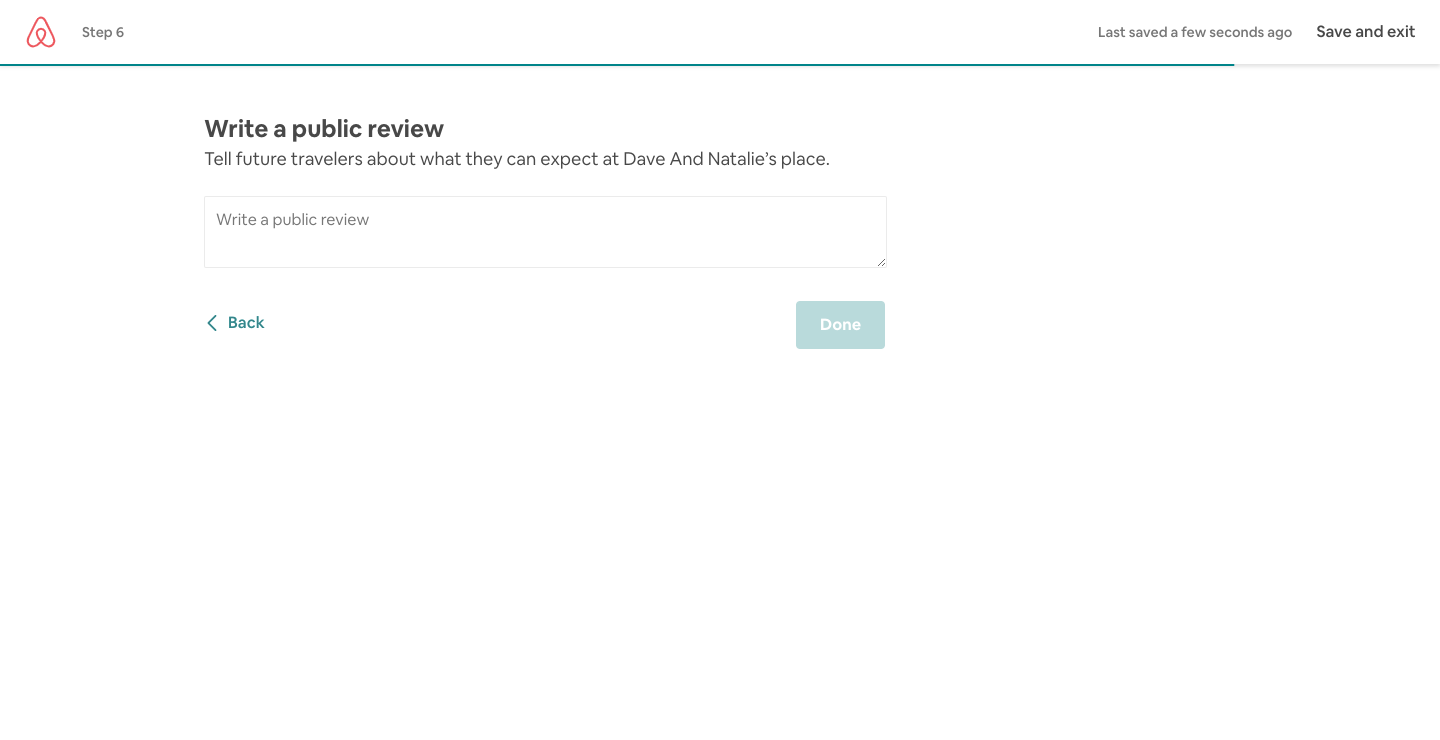 Step 6
Last saved a few seconds ago
Save and exit
Write a public review
Tell future travelers about what they can expect at Dave And Natalie’s place.
Write a public review
Back
Done